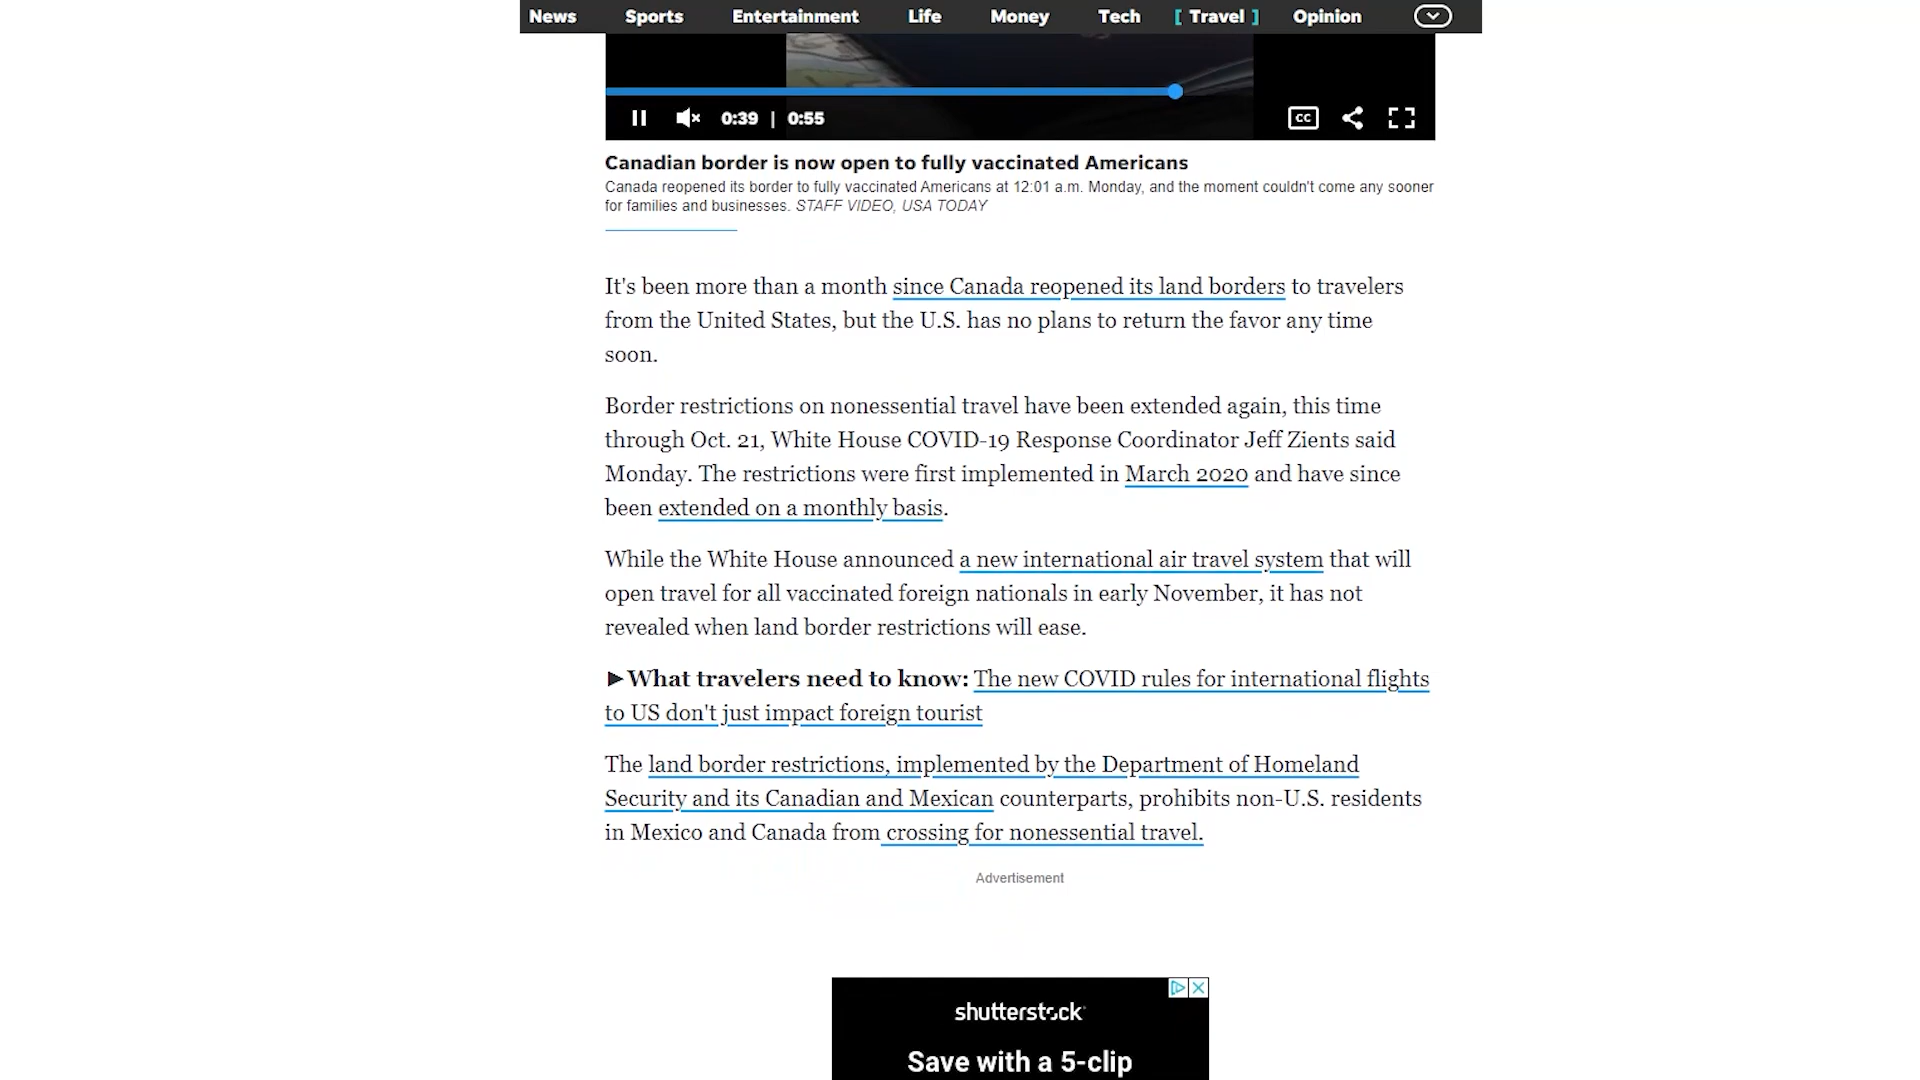 News Sports Entertainment Life Money Tech [ Travel ] Opinion
0:39 | 0:55 CC
Canadian border is now open to fully vaccinated Americans
Canada reopened its border to fully vaccinated Americans at 12:01 a.m. Monday, and the moment couldn't come any sooner
for families and businesses. STAFF VIDEO, USA TODAY
It's been more than a month since Canada reopened its land borders to travelers
from the United States, but the U.S. has no plans to return the favor any time
soon.
Border restrictions on nonessential travel have been extended again, this time
through Oct. 21, White House COVID-19 Response Coordinator Jeff Zients said
Monday. The restrictions were first implemented in March 2020 and have since
been extended on a monthly basis.
While the White House announced a new international air travel system that will
open travel for all vaccinated foreign nationals in early November, it has not
revealed when land border restrictions will ease.
►What travelers need to know: The new COVID rules for international flights
to US don't just impact foreign tourist
The land border restrictions, implemented by the Department of Homeland
Security and its Canadian and Mexican counterparts, prohibits non-U.S. residents
in Mexico and Canada from crossing for nonessential travel.
Advertisement
shutterstock
Save with a 5-clip